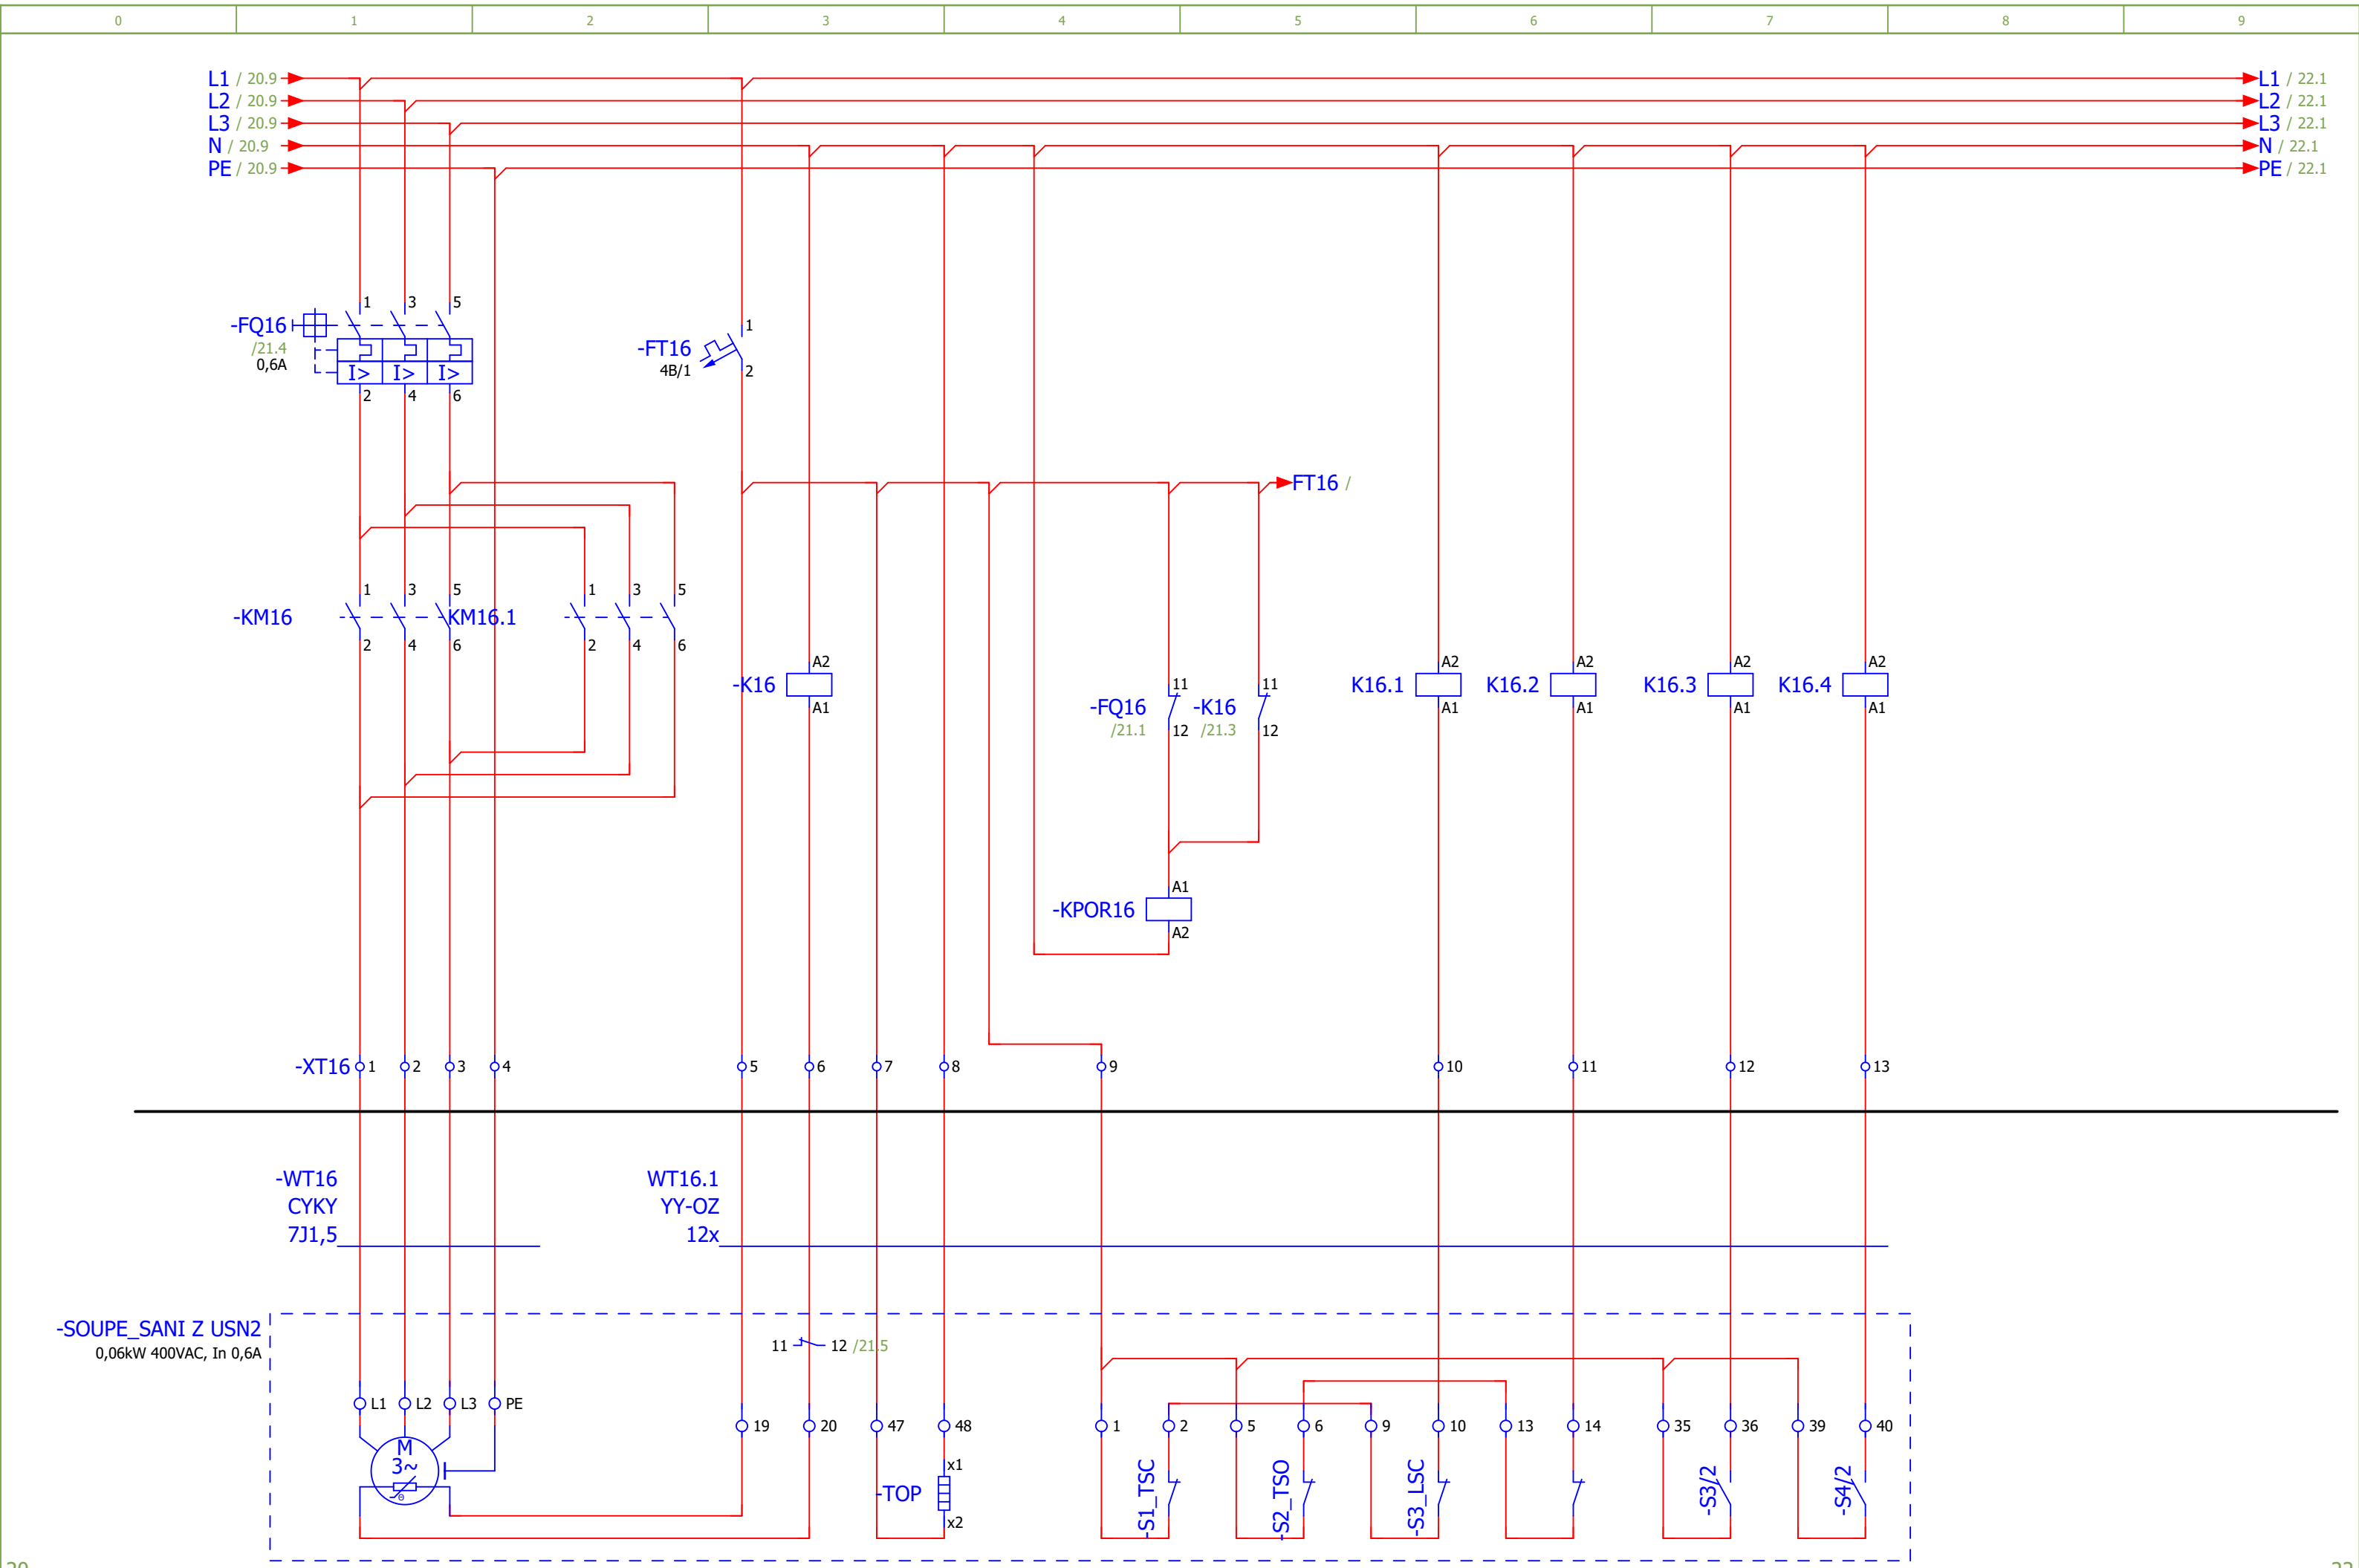 0 1 2 3 4 5 6 7 8 9
L1 / 20.9 L1 / 22.1
L2 / 20.9 L2 / 22.1
L3 / 20.9 L3 / 22.1
N / 20.9 N / 22.1
PE / 20.9 PE / 22.1
1 3 5
-FQ16
/21.4
0,6A
I> I> I>
2 4 6
1
-FT16
4B/1
2
FT16 /
1 3 5 1 3 5
-KM16 KM16.1
2 4 6 2 4 6
A2 A2 A2 A2 A2
-K16 K16.1 K16.2 K16.3 K16.4
A1 A1 A1 A1 A1
11 11
-FQ16 -K16
/21.1 /21.3
12 12
A1
-KPOR16
A2
-XT16 1 2 3 4 5 6 7 8 9 10 11 12 13
-WT16 WT16.1
CYKY YY-OZ
7J1,5 12x
-SOUPE_SANI Z USN2
0,06kW 400VAC, In 0,6A
11 12 /21.5
L1 L2 L3 PE
19 20 47 48 1 2 5 6 9 10 13 14 35 36 39 40
M
3~
-Θ
x1
-TOP
x2
-S1_TSC
-S2_TSO
-S3_LSC
-S3/2
-S4/2